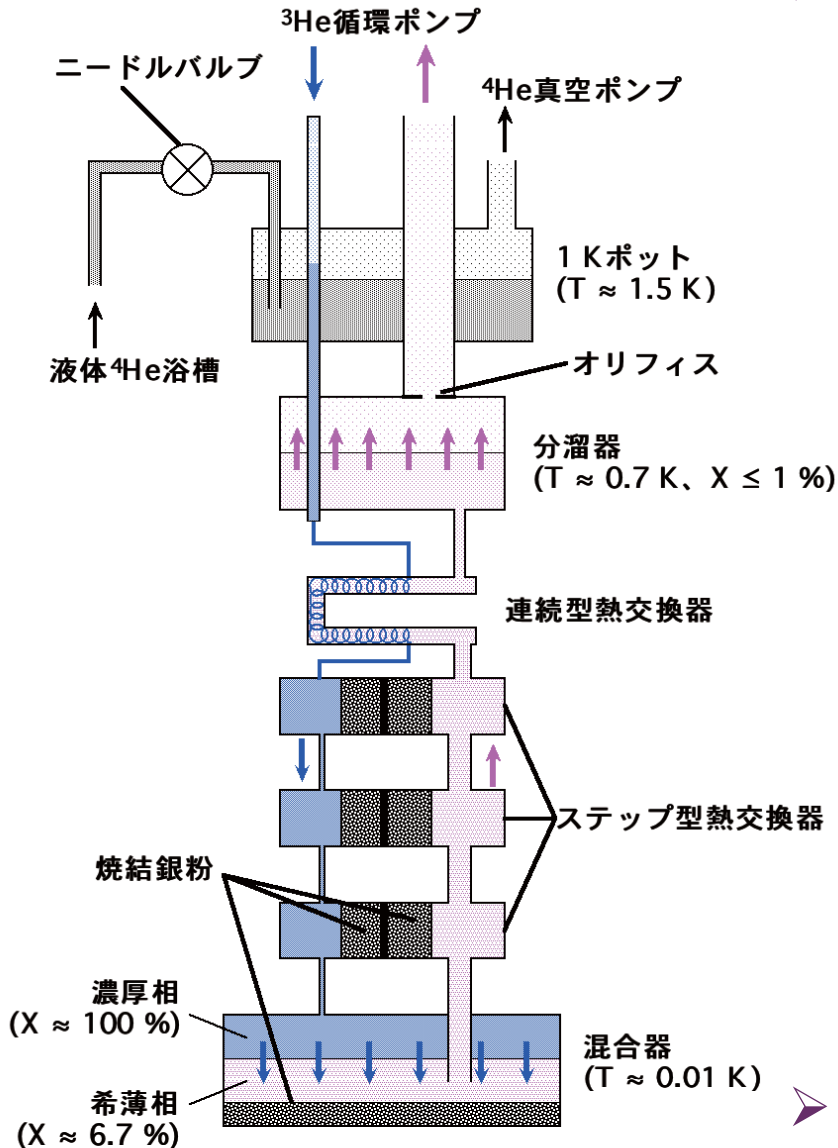 ³He循環ポンプ
ニードルバルブ
⁴He真空ポンプ
1 Kポット
(T ≈ 1.5 K)
液体⁴He浴槽
オリフィス
分溜器
(T ≈ 0.7 K、X ≤ 1 %)
連続型熱交換器
ステップ型熱交換器
焼結銀粉
濃厚相
(X ≈ 100 %)
混合器
(T ≈ 0.01 K)
希薄相
(X ≈ 6.7 %)